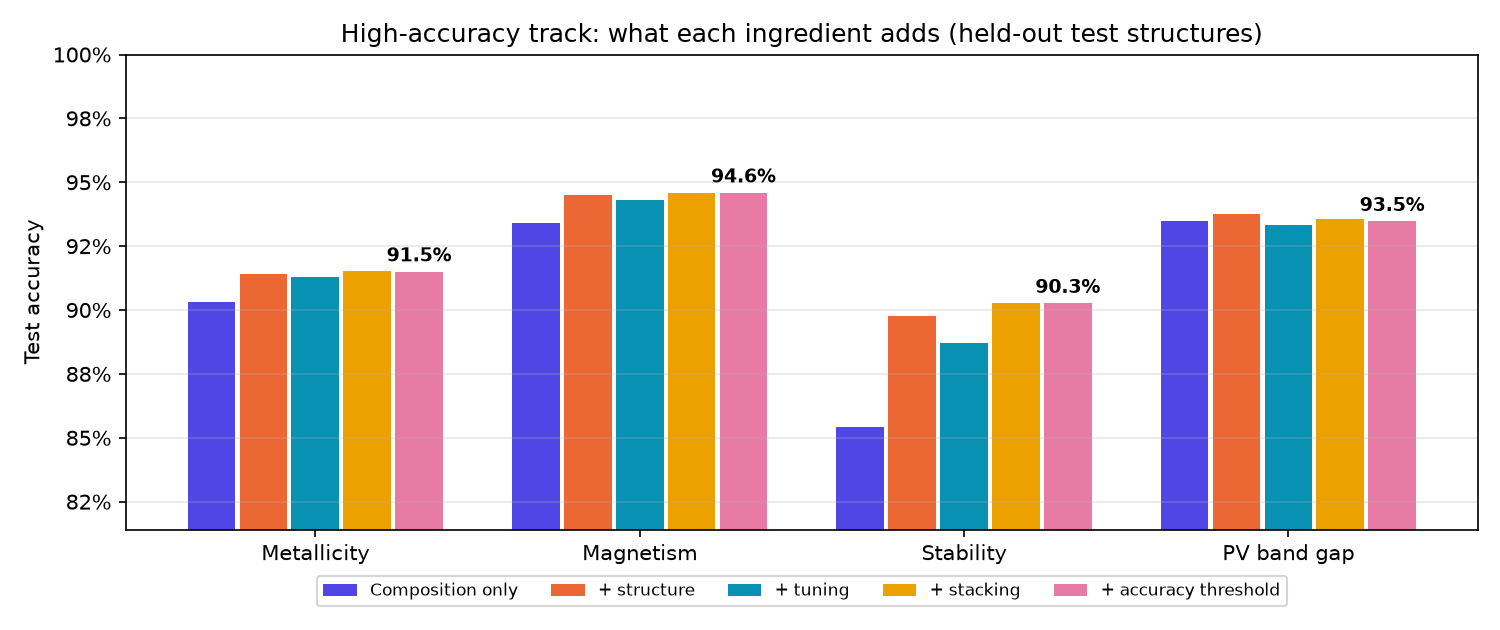 High-accuracy track: what each ingredient adds (held-out test structures)
100%
98%
95%
92%
90%
88%
85%
82%
Test accuracy
91.5%
94.6%
90.3%
93.5%
Metallicity
Magnetism
Stability
PV band gap
Composition only
+ structure
+ tuning
+ stacking
+ accuracy threshold